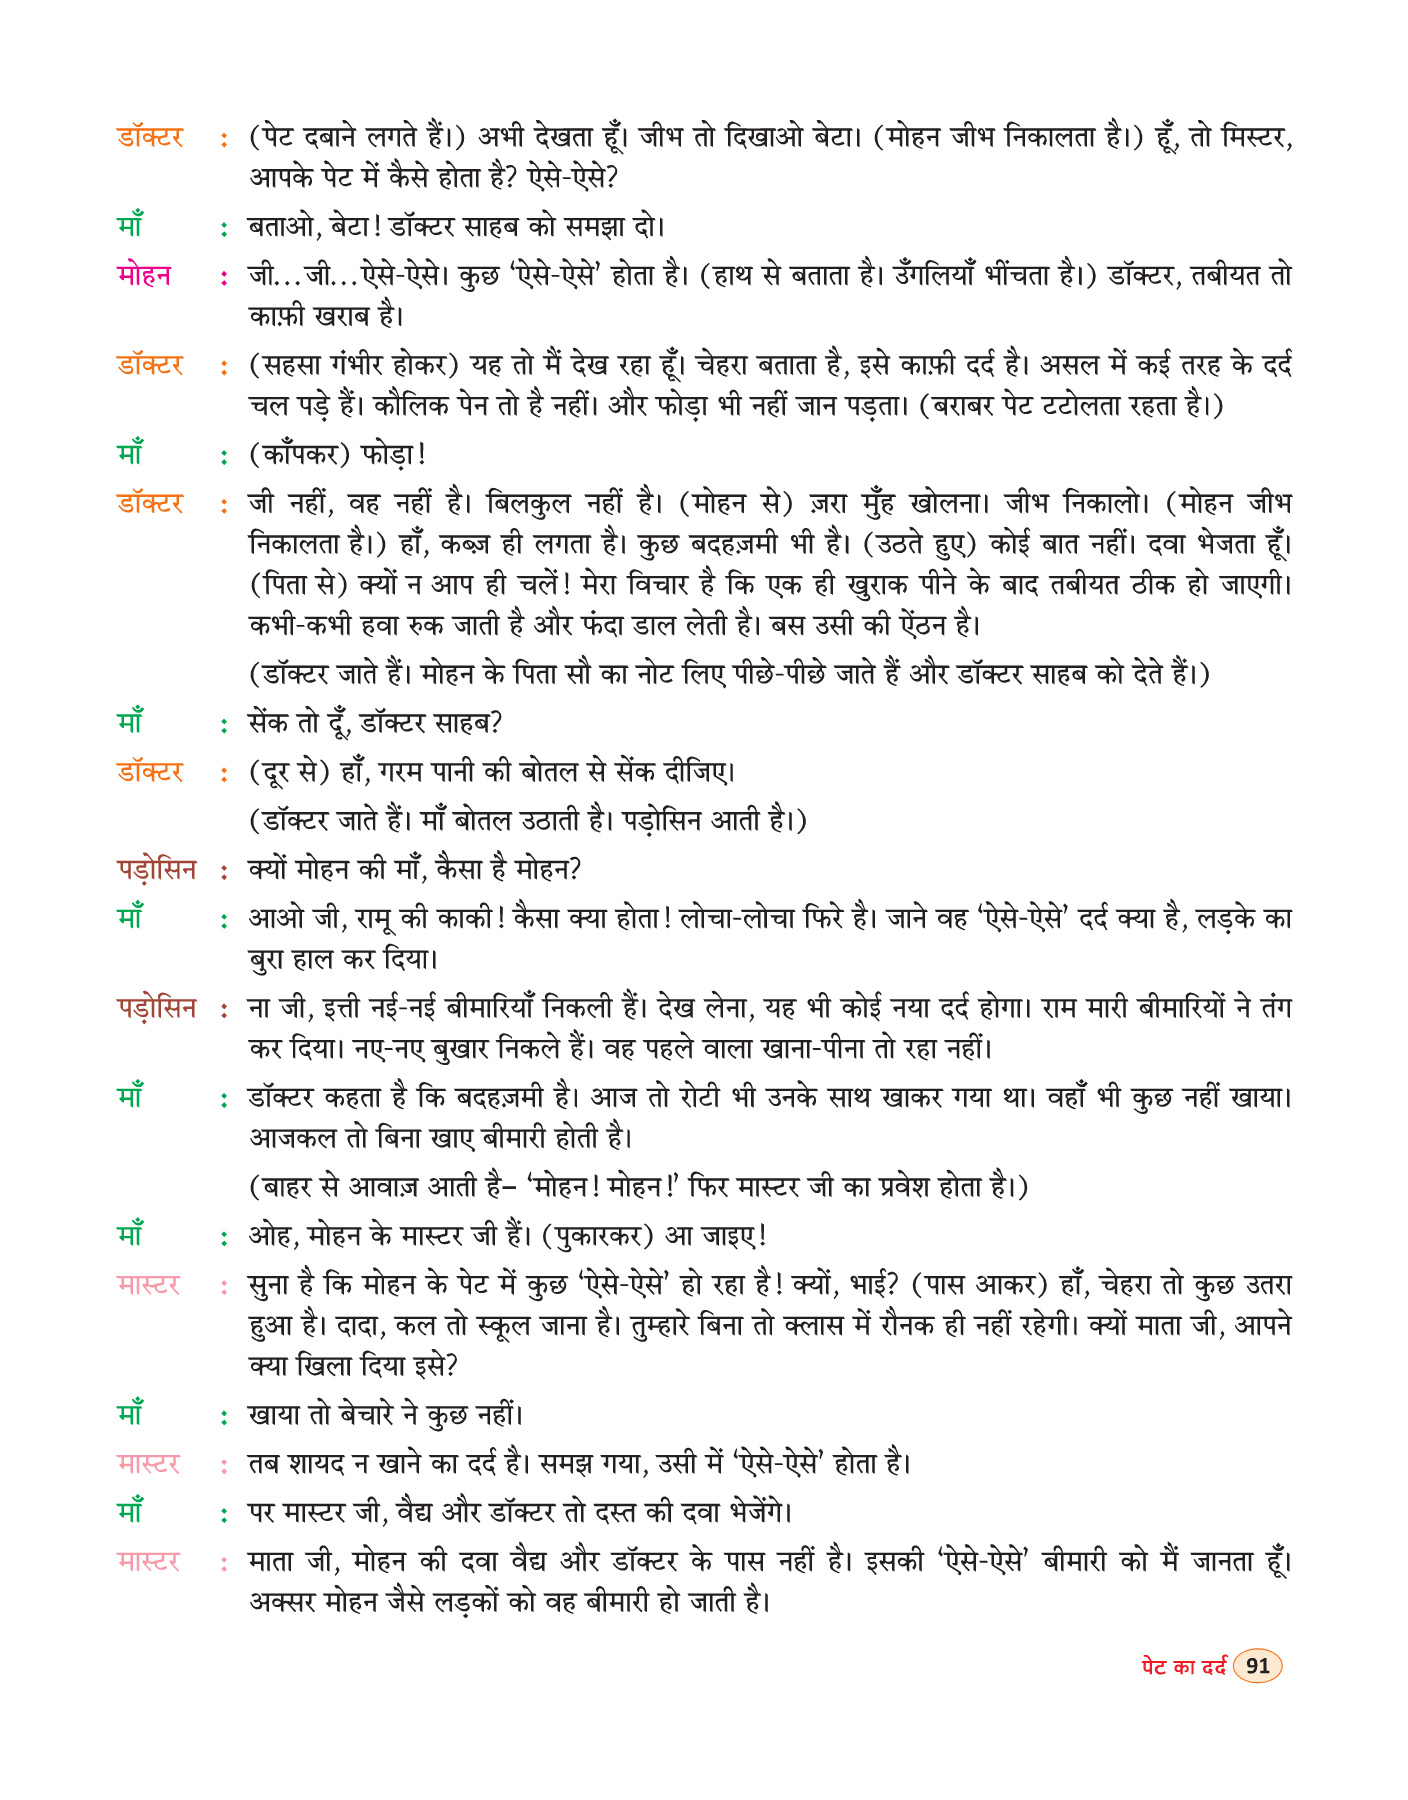 डॉक्टर : (पेट दबाने लगते हैं।) अभी देखता हूँ। जीभ तो दिखाओ बेटा। (मोहन जीभ निकालता है।) हूँ, तो मिस्टर,
आपके पेट में कैसे होता है? ऐसे-ऐसे?
माँ : बताओ, बेटा! डॉक्टर साहब को समझा दो।
मोहन : जी...जी...ऐसे-ऐसे। कुछ ‘ऐसे-ऐसे’ होता है। (हाथ से बताता है। उँगलियाँ भींचता है।) डॉक्टर, तबीयत तो
काफ़ी खराब है।
डॉक्टर : (सहसा गंभीर होकर) यह तो मैं देख रहा हूँ। चेहरा बताता है, इसे काफ़ी दर्द है। असल में कई तरह के दर्द
चल पड़े हैं। कौलिक पेन तो है नहीं। और फोड़ा भी नहीं जान पड़ता। (बराबर पेट टटोलता रहता है।)
माँ : (काँपकर) फोड़ा!
डॉक्टर : जी नहीं, वह नहीं है। बिलकुल नहीं है। (मोहन से) ज़रा मुँह खोलना। जीभ निकालो। (मोहन जीभ
निकालता है।) हाँ, कब्ज़ ही लगता है। कुछ बदहज़मी भी है। (उठते हुए) कोई बात नहीं। दवा भेजता हूँ।
(पिता से) क्यों न आप ही चलें! मेरा विचार है कि एक ही खुराक पीने के बाद तबीयत ठीक हो जाएगी।
कभी-कभी हवा रुक जाती है और फंदा डाल लेती है। बस उसी की ऐंठन है।
(डॉक्टर जाते हैं। मोहन के पिता सौ का नोट लिए पीछे-पीछे जाते हैं और डॉक्टर साहब को देते हैं।)
माँ : सेंक तो दूँ, डॉक्टर साहब?
डॉक्टर : (दूर से) हाँ, गरम पानी की बोतल से सेंक दीजिए।
(डॉक्टर जाते हैं। माँ बोतल उठाती है। पड़ोसिन आती है।)
पड़ोसिन : क्यों मोहन की माँ, कैसा है मोहन?
माँ : आओ जी, रामू की काकी! कैसा क्या होता! लोचा-लोचा फिरे है। जाने वह ‘ऐसे-ऐसे’ दर्द क्या है, लड़के का
बुरा हाल कर दिया।
पड़ोसिन : ना जी, इत्ती नई-नई बीमारियाँ निकली हैं। देख लेना, यह भी कोई नया दर्द होगा। राम मारी बीमारियों ने तंग
कर दिया। नए-नए बुखार निकले हैं। वह पहले वाला खाना-पीना तो रहा नहीं।
माँ : डॉक्टर कहता है कि बदहज़मी है। आज तो रोटी भी उनके साथ खाकर गया था। वहाँ भी कुछ नहीं खाया।
आजकल तो बिना खाए बीमारी होती है।
(बाहर से आवाज़ आती है– ‘मोहन! मोहन!’ फिर मास्टर जी का प्रवेश होता है।)
माँ : ओह, मोहन के मास्टर जी हैं। (पुकारकर) आ जाइए!
मास्टर : सुना है कि मोहन के पेट में कुछ ‘ऐसे-ऐसे’ हो रहा है! क्यों, भाई? (पास आकर) हाँ, चेहरा तो कुछ उतरा
हुआ है। दादा, कल तो स्कूल जाना है। तुम्हारे बिना तो क्लास में रौनक ही नहीं रहेगी। क्यों माता जी, आपने
क्या खिला दिया इसे?
माँ : खाया तो बेचारे ने कुछ नहीं।
मास्टर : तब शायद न खाने का दर्द है। समझ गया, उसी में ‘ऐसे-ऐसे’ होता है।
माँ : पर मास्टर जी, वैद्य और डॉक्टर तो दस्त की दवा भेजेंगे।
मास्टर : माता जी, मोहन की दवा वैद्य और डॉक्टर के पास नहीं है। इसकी ‘ऐसे-ऐसे’ बीमारी को मैं जानता हूँ।
अक्सर मोहन जैसे लड़कों को वह बीमारी हो जाती है।
पेट का दर्द 91